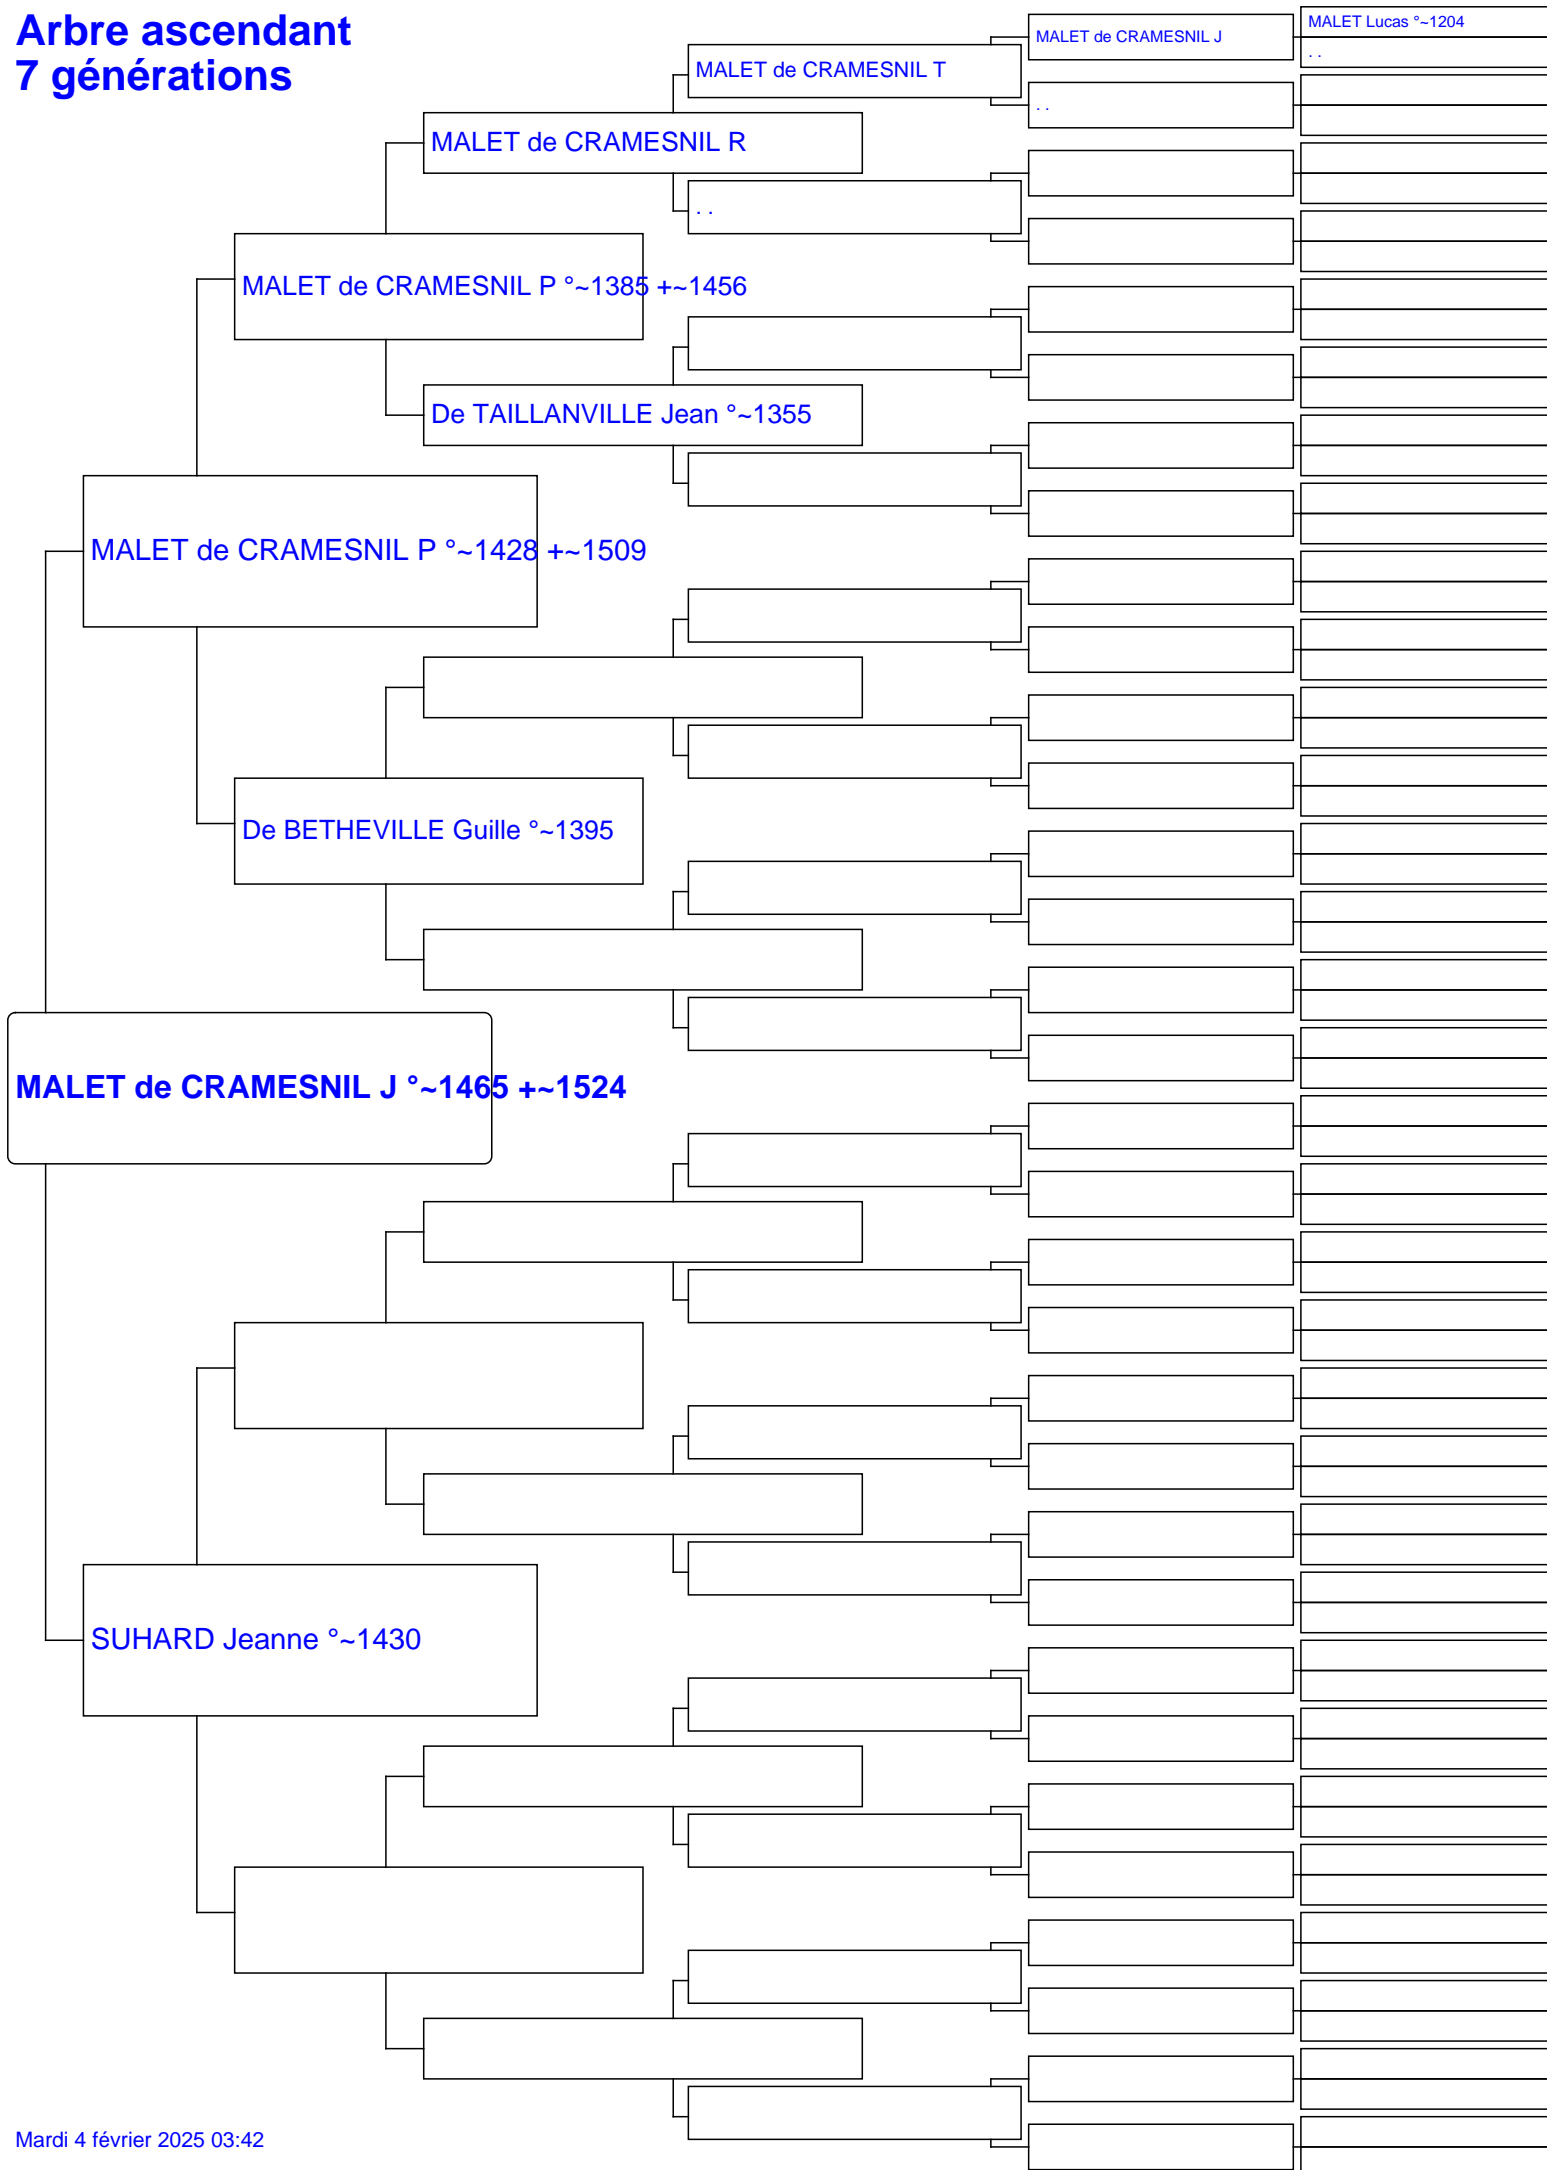 Arbre ascendant
7 générations
MALET de CRAMESNIL J
MALET Lucas °~1204
. .
MALET de CRAMESNIL T
. .
MALET de CRAMESNIL R
. .
MALET de CRAMESNIL P °~1385 +~1456
De TAILLANVILLE Jean °~1355
MALET de CRAMESNIL P °~1428 +~1509
De BETHEVILLE Guille °~1395
MALET de CRAMESNIL J °~1465 +~1524
SUHARD Jeanne °~1430
Mardi 4 février 2025 03:42